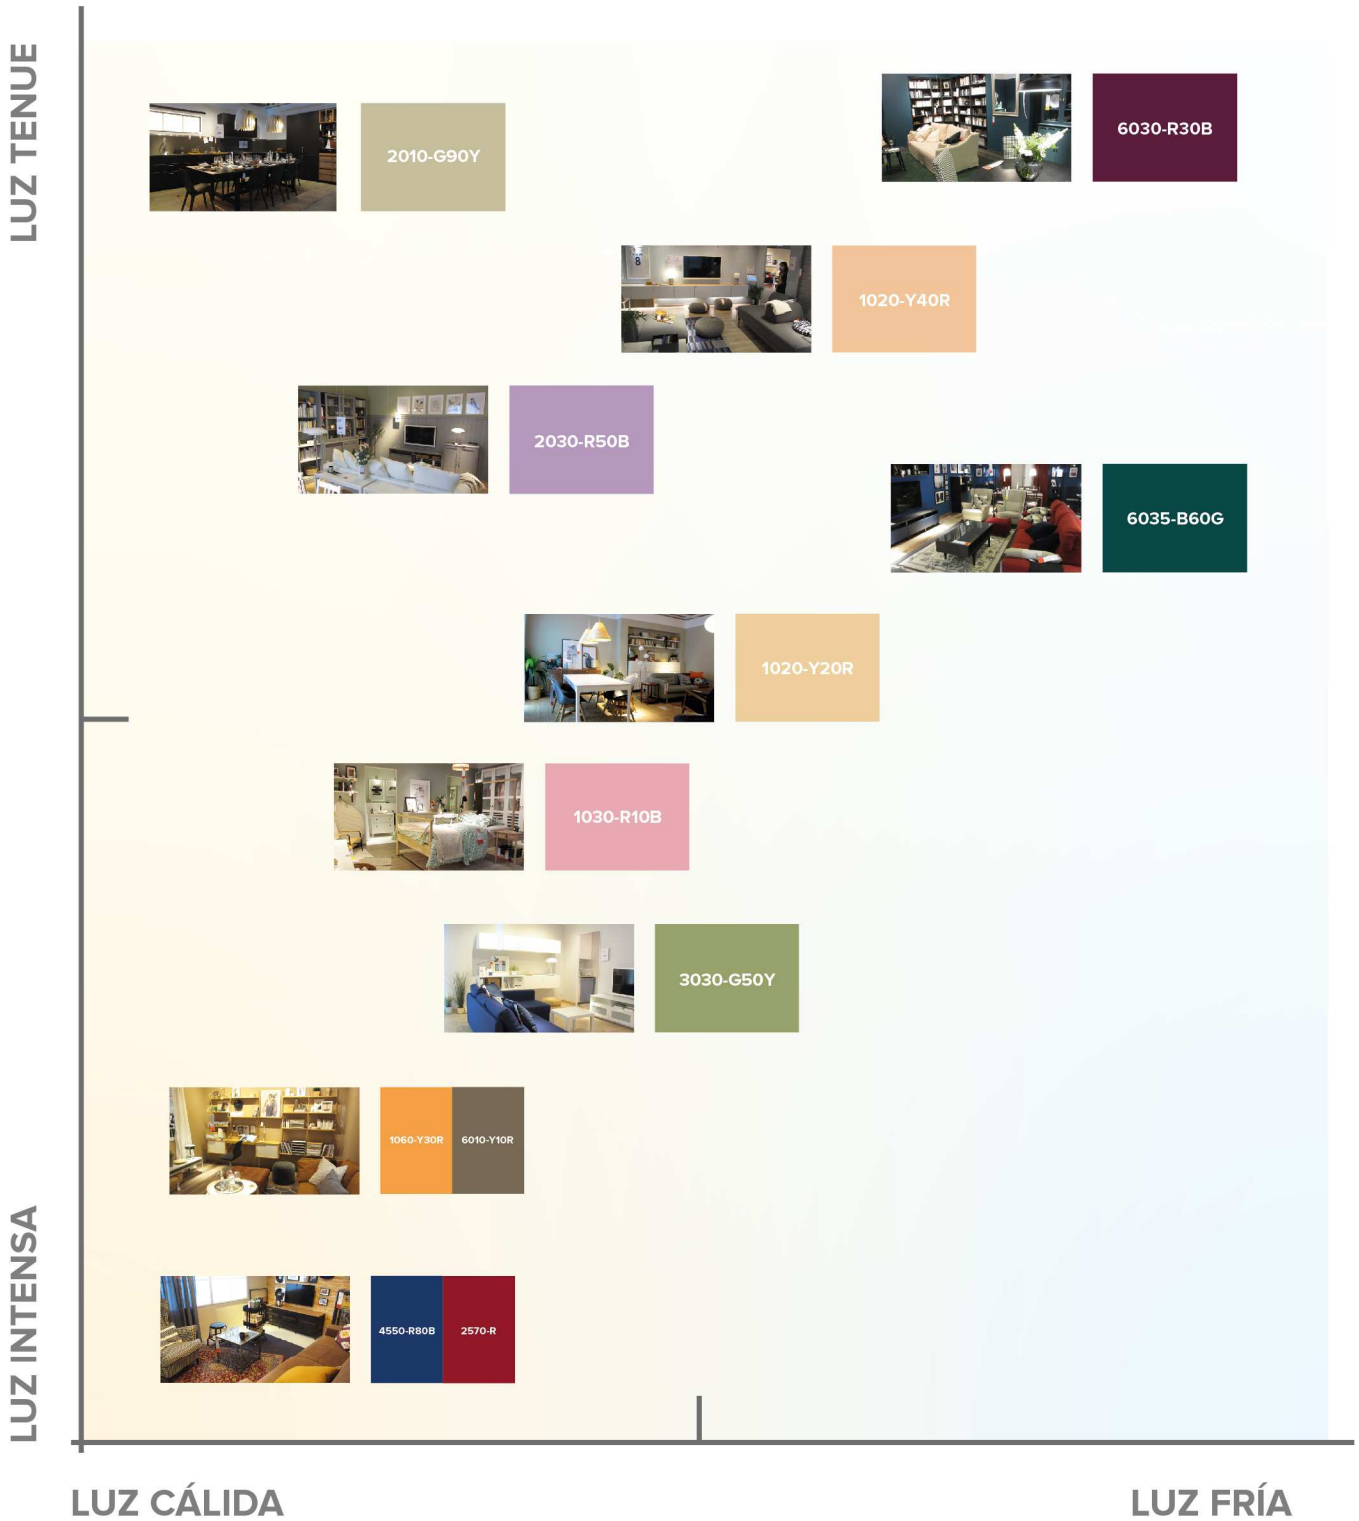 LUZ TENUE
6030-R30B
2010-G90Y
8
1020-Y40R
2030-R50B
6035-B60G
1020-Y20R
1030-R10B
3030-G50Y
1060-Y30R
6010-Y10R
LUZ INTENSA
4550-R80B
2570-R
LUZ CÁLIDA
LUZ FRÍA